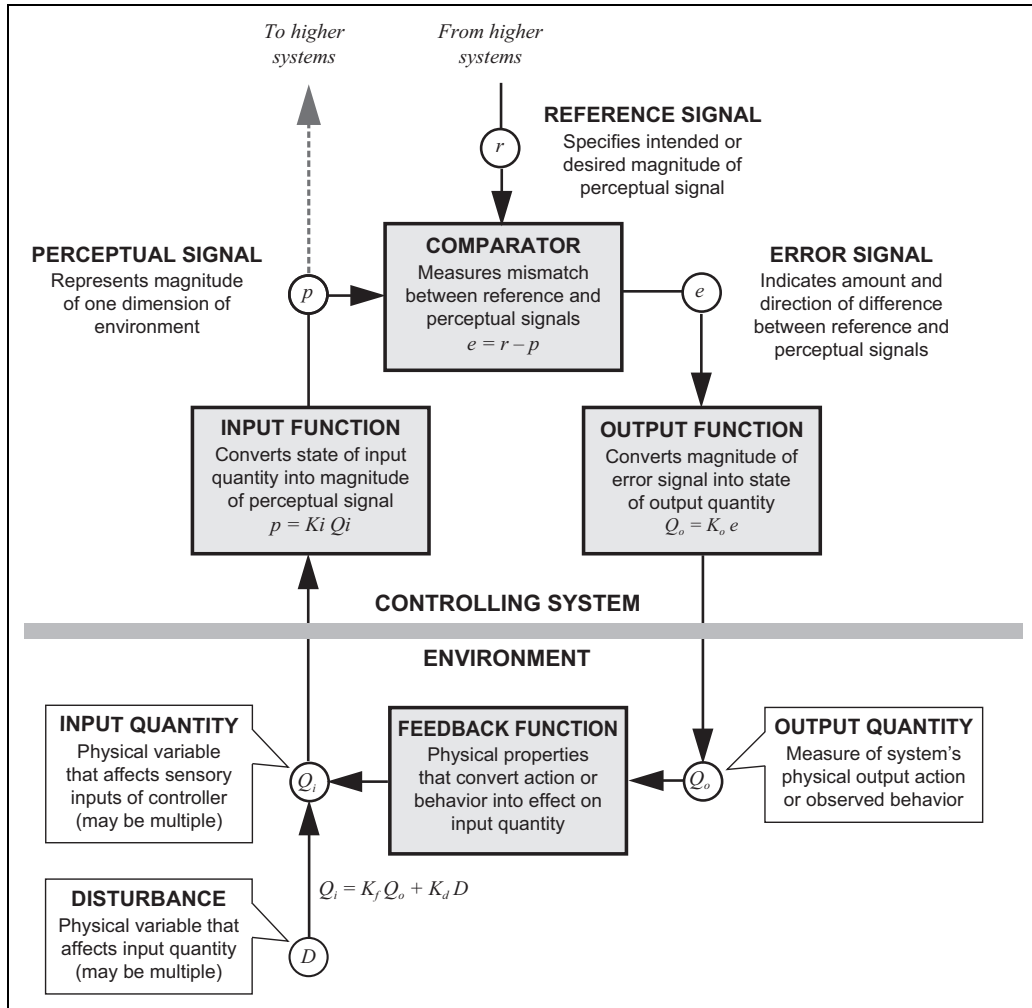 To higher
systems
From higher
systems
REFERENCE SIGNAL
Specifies intended or
desired magnitude of
perceptual signal
r
PERCEPTUAL SIGNAL
Represents magnitude
of one dimension of
environment
p
COMPARATOR
Measures mismatch
between reference and
perceptual signals
e = r – p
e
ERROR SIGNAL
Indicates amount and
direction of difference
between reference and
perceptual signals
INPUT FUNCTION
Converts state of input
quantity into magnitude
of perceptual signal
p = Ki Qi
OUTPUT FUNCTION
Converts magnitude of
error signal into state
of output quantity
Qₒ = Kₒ e
CONTROLLING SYSTEM
ENVIRONMENT
INPUT QUANTITY
Physical variable
that affects sensory
inputs of controller
(may be multiple)
Qᵢ
FEEDBACK FUNCTION
Physical properties
that convert action or
behavior into effect on
input quantity
Qₒ
OUTPUT QUANTITY
Measure of system's
physical output action
or observed behavior
Q_i = K_f Q_o + K_d D
DISTURBANCE
Physical variable that
affects input quantity
(may be multiple)
D